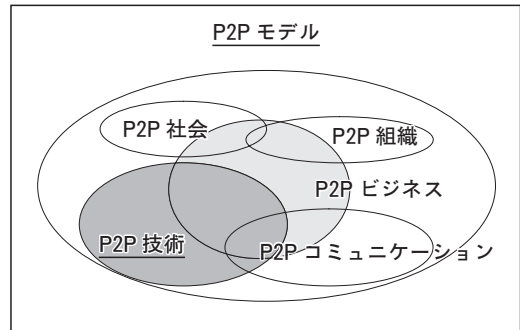 P2P モデル
P2P 社会
P2P 組織
P2P ビジネス
P2P 技術
P2P コミュニケーション